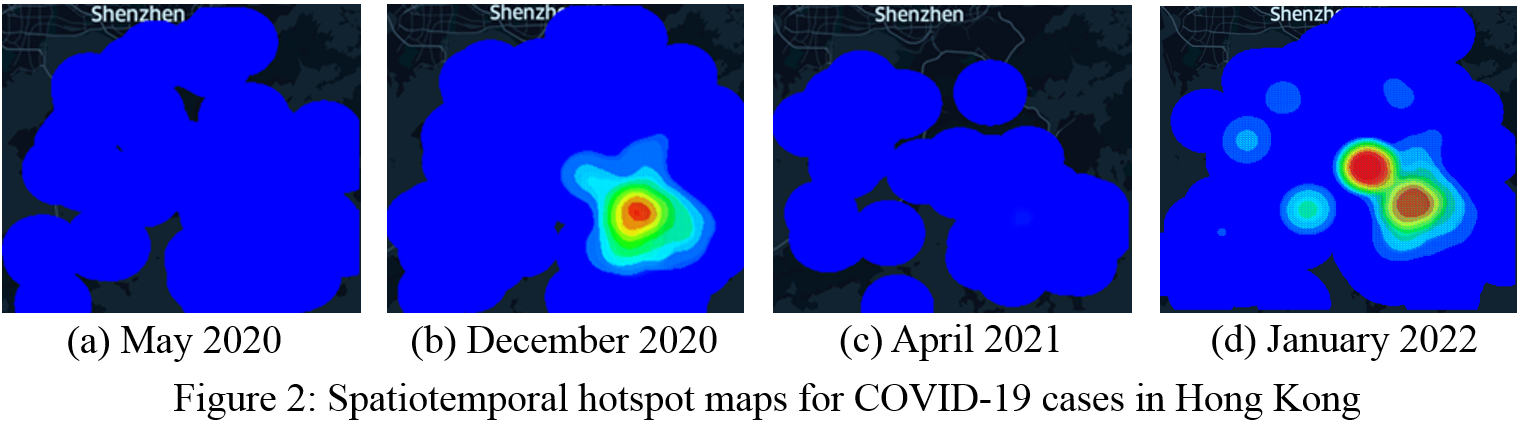 Shenzhen
Shenzh
Shenzhen
Shenzh
(a) May 2020
(b) December 2020
(c) April 2021
(d) January 2022
Figure 2: Spatiotemporal hotspot maps for COVID-19 cases in Hong Kong